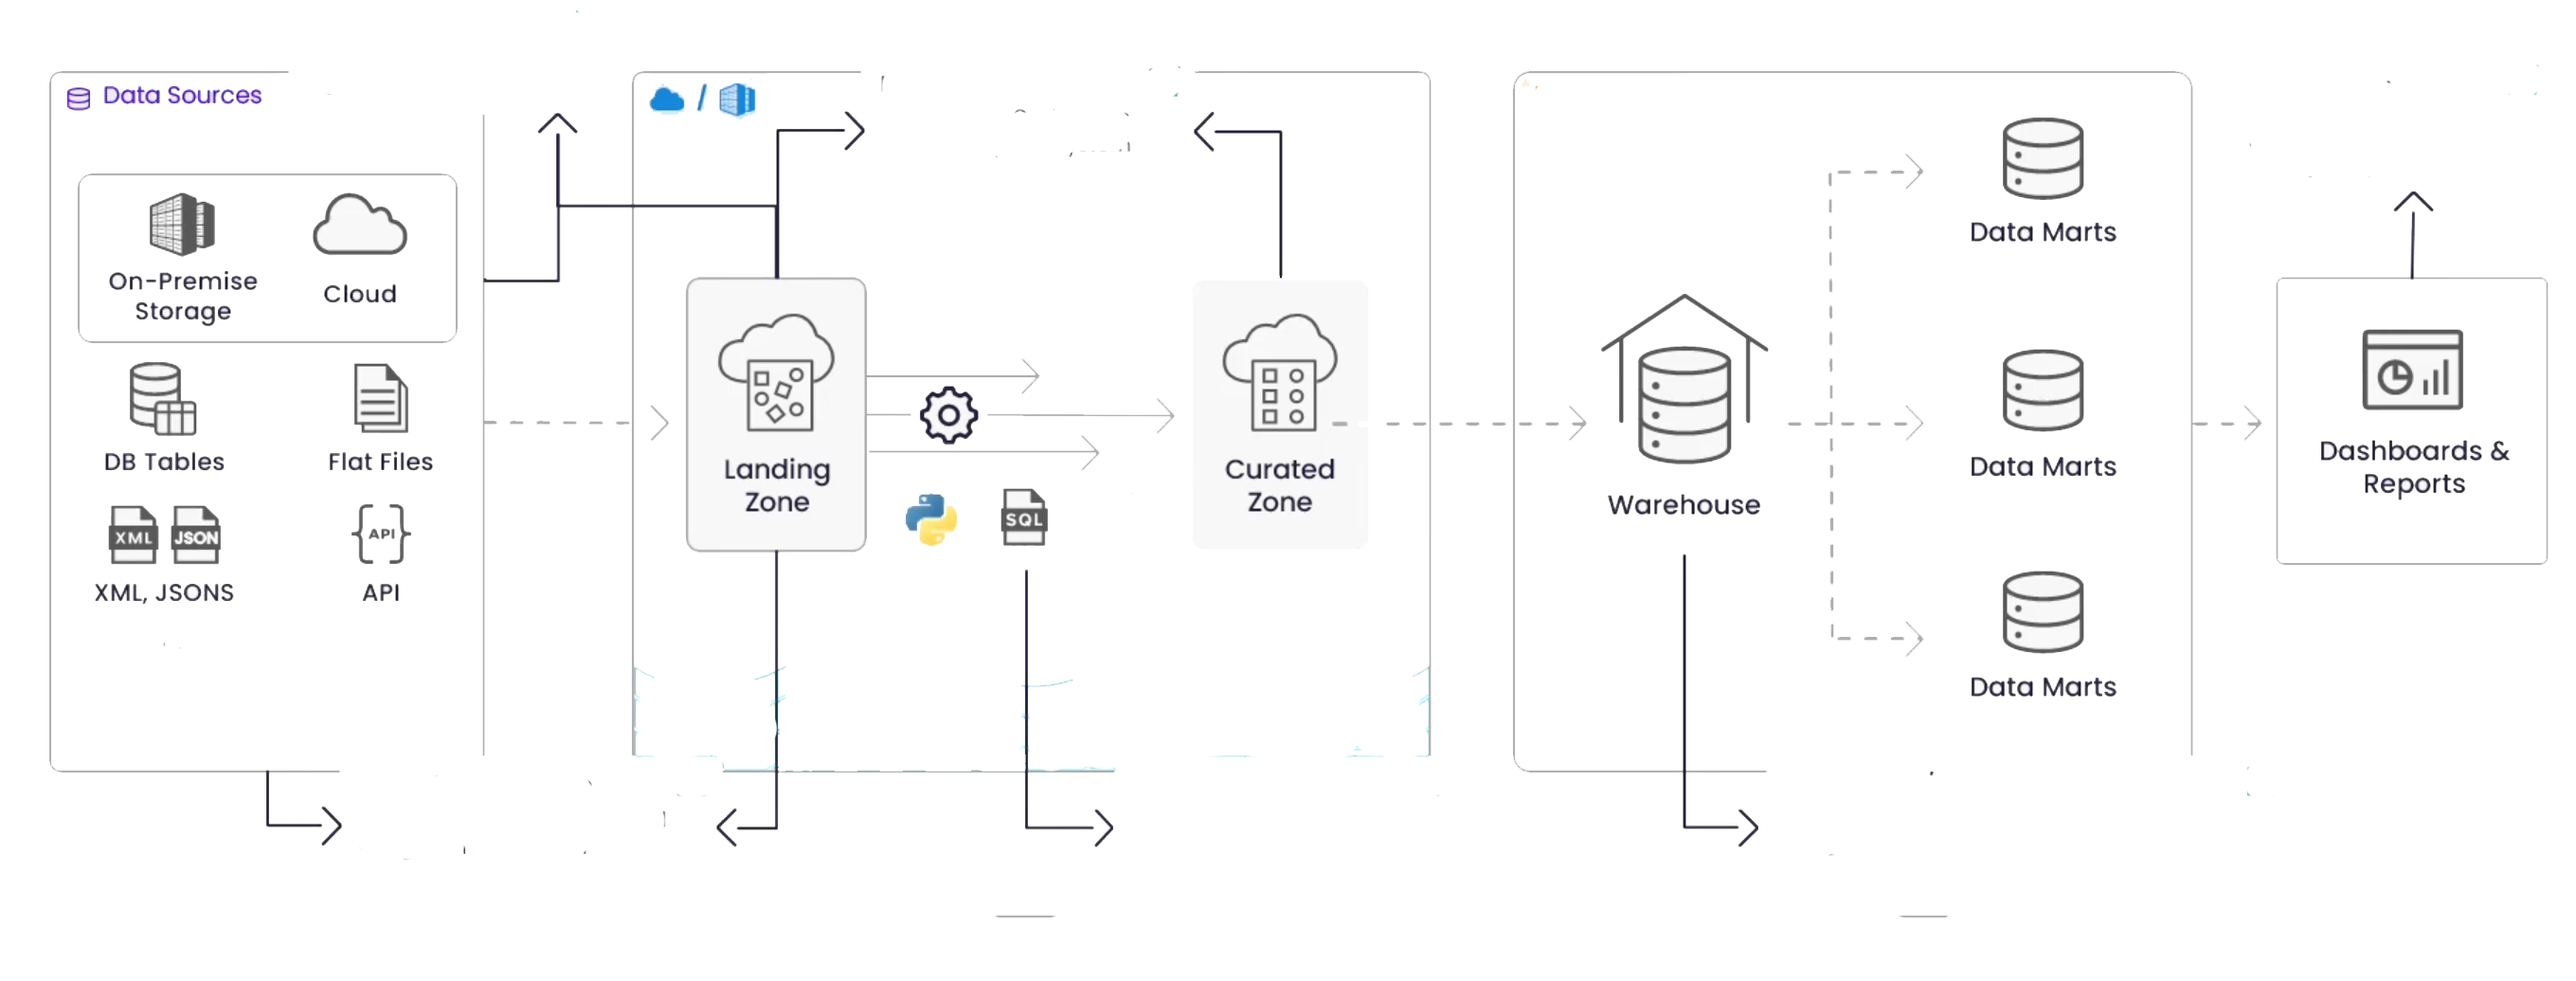 Data Sources
On-Premise
Storage
Cloud
DB Tables
Flat Files
XML
JSON
XML, JSONS
API
API
/
Landing
Zone
SQL
Curated
Zone
Warehouse
Data Marts
Data Marts
Data Marts
Dashboards &
Reports